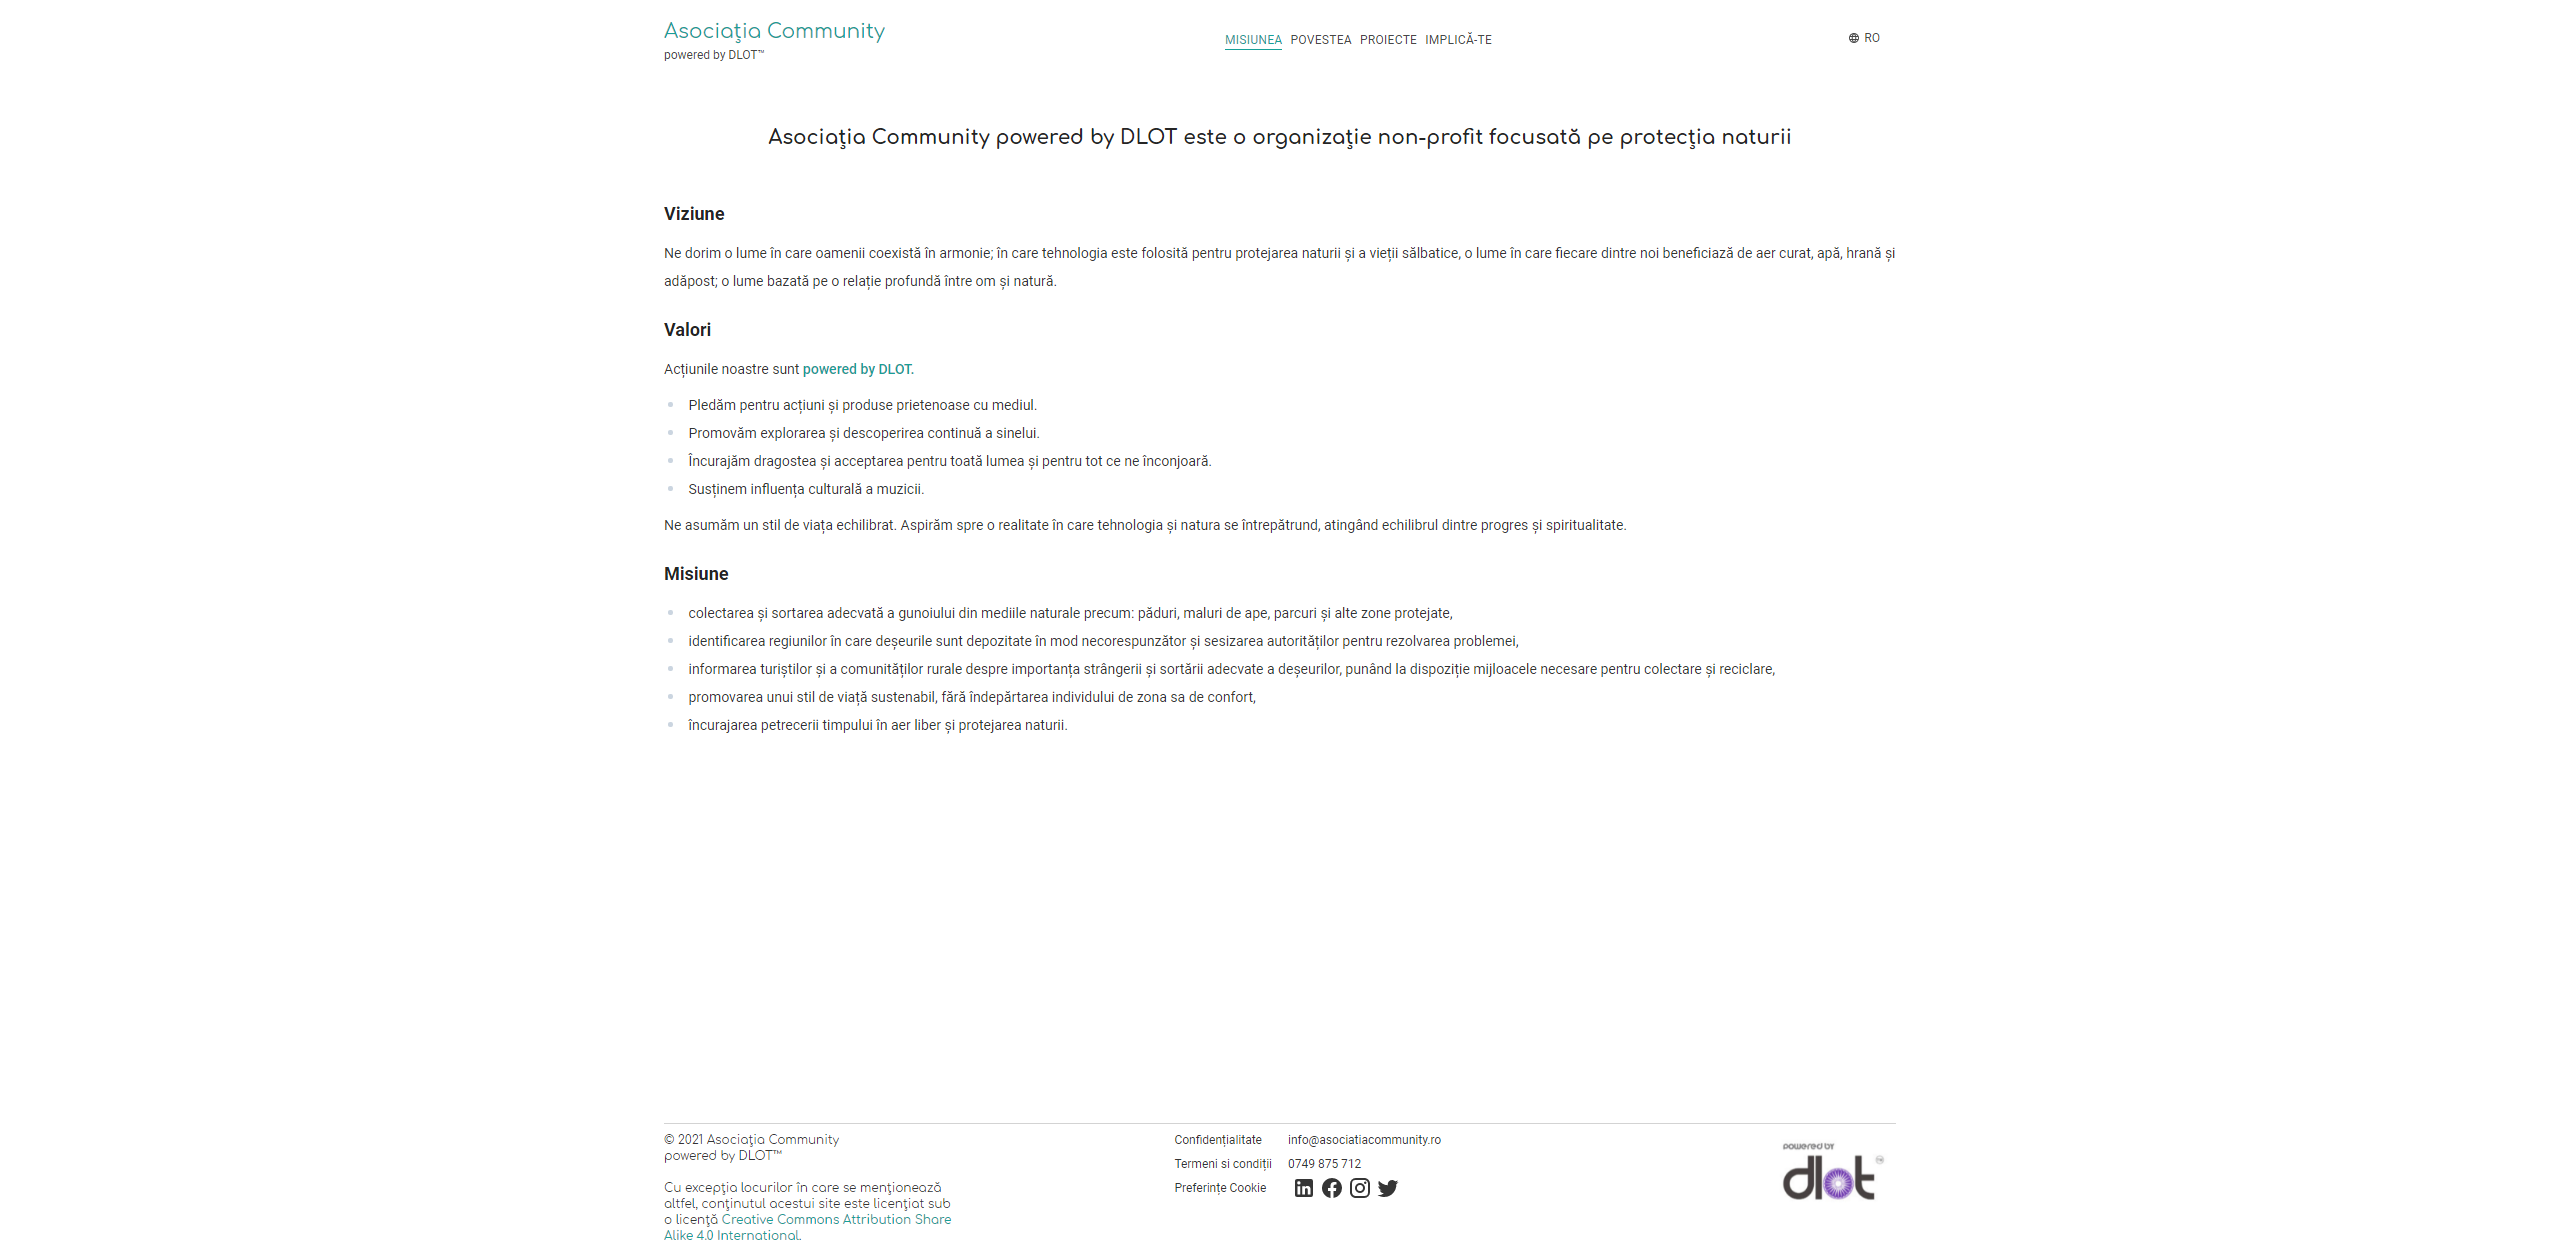 Asociația Community
powered by DLOT™
MISIUNEA POVESTEA PROIECTE IMPLICĂ-TE
RO
Asociația Community powered by DLOT este o organizație non-profit focusată pe protecția naturii
Viziune
Ne dorim o lume în care oamenii coexistă în armonie; în care tehnologia este folosită pentru protejarea naturii și a vieții sălbatice, o lume în care fiecare dintre noi beneficiază de aer curat, apă, hrană și
adăpost; o lume bazată pe o relație profundă între om și natură.
Valori
Acțiunile noastre sunt powered by DLOT.
Pledăm pentru acțiuni și produse prietenoase cu mediul.
Promovăm explorarea și descoperirea continuă a sinelui.
Încurajăm dragostea și acceptarea pentru toată lumea și pentru tot ce ne înconjoară.
Susținem influența culturală a muzicii.
Ne asumăm un stil de viața echilibrat. Aspirăm spre o realitate în care tehnologia și natura se întrepătrund, atingând echilibrul dintre progres și spiritualitate.
Misiune
colectarea și sortarea adecvată a gunoiului din mediile naturale precum: păduri, maluri de ape, parcuri și alte zone protejate,
identificarea regiunilor în care deșeurile sunt depozitate în mod necorespunzător și sesizarea autorităților pentru rezolvarea problemei,
informarea turiștilor și a comunităților rurale despre importanța strângerii și sortării adecvate a deșeurilor, punând la dispoziție mijloacele necesare pentru colectare și reciclare,
promovarea unui stil de viață sustenabil, fără îndepărtarea individului de zona sa de confort,
încurajarea petrecerii timpului în aer liber și protejarea naturii.
© 2021 Asociația Community
powered by DLOT™
Cu excepția locurilor în care se menționează
altfel, conținutul acestui site este licențiat sub
o licență Creative Commons Attribution Share
Alike 4.0 International.
Confidențialitate
Termeni si condiții
Preferințe Cookie
info@asociatiacommunity.ro
0749 875 712
powered by
dlot